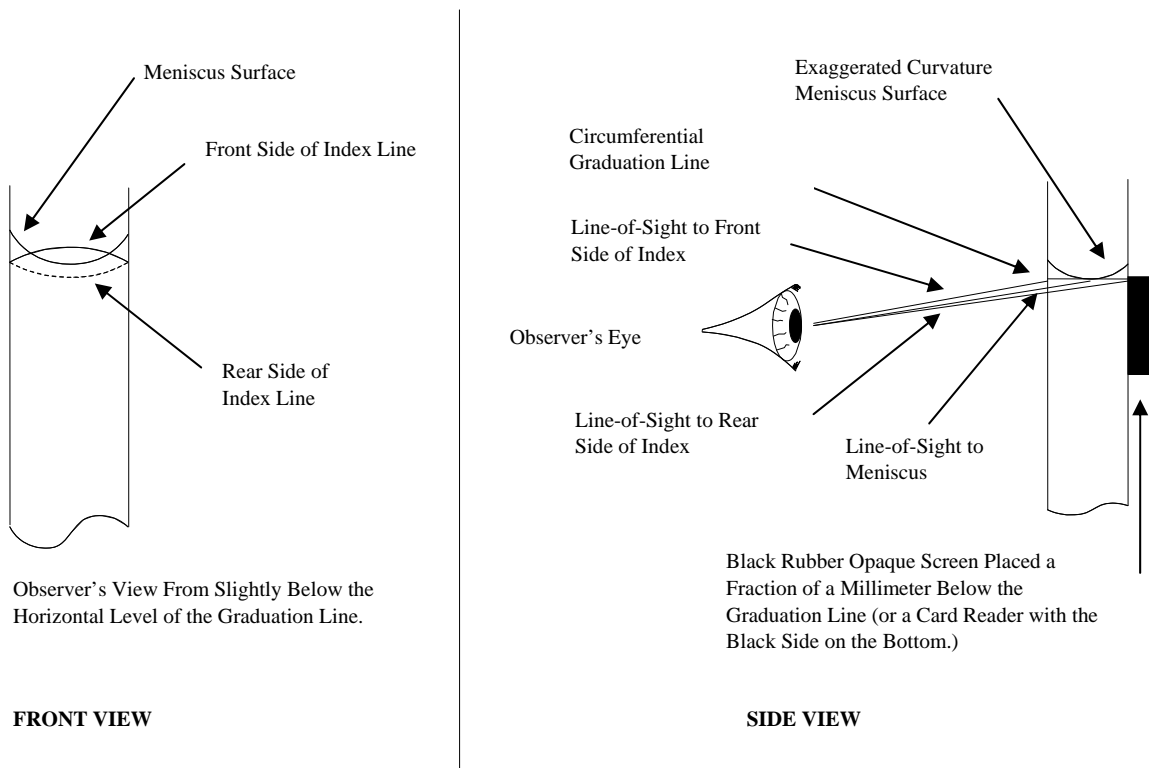 Meniscus Surface
Front Side of Index Line
Rear Side of
Index Line
Observer’s View From Slightly Below the
Horizontal Level of the Graduation Line.
FRONT VIEW
Exaggerated Curvature
Meniscus Surface
Circumferential
Graduation Line
Line-of-Sight to Front
Side of Index
Observer’s Eye
Line-of-Sight to Rear
Side of Index
Line-of-Sight to
Meniscus
Black Rubber Opaque Screen Placed a
Fraction of a Millimeter Below the
Graduation Line (or a Card Reader with the
Black Side on the Bottom.)
SIDE VIEW